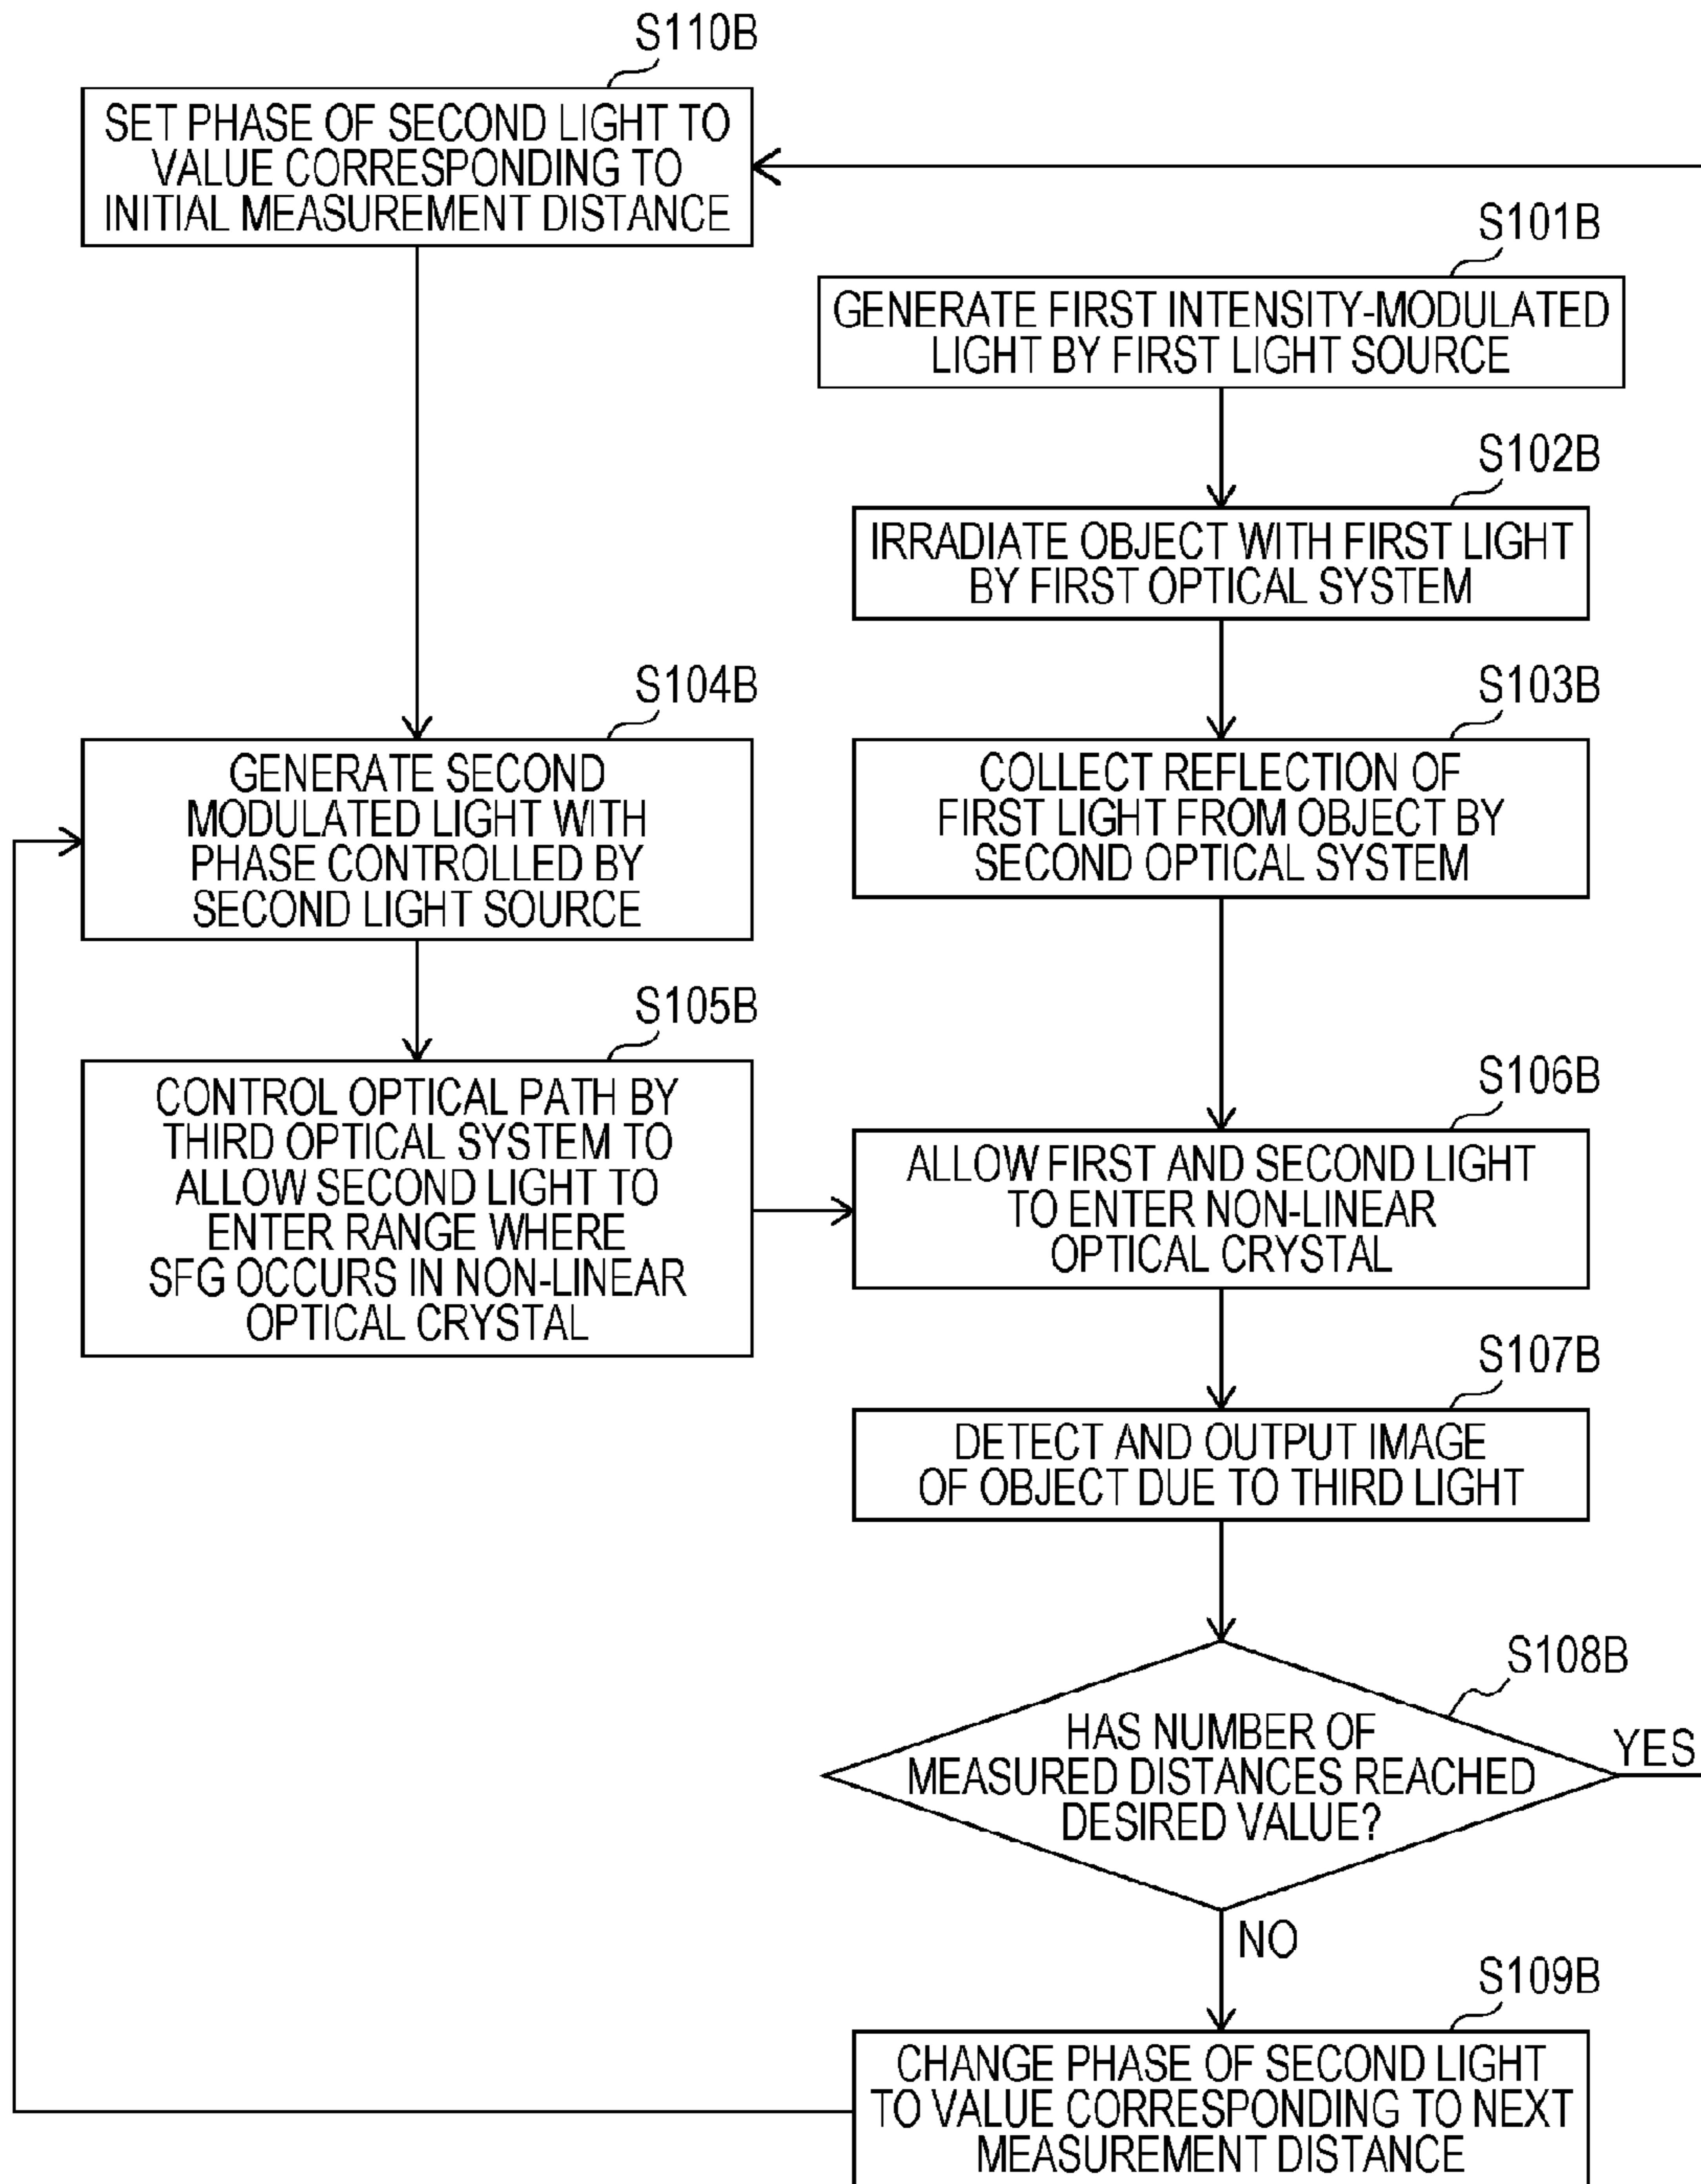 S110B
SET PHASE OF SECOND LIGHT TO
VALUE CORRESPONDING TO
INITIAL MEASUREMENT DISTANCE
S101B
GENERATE FIRST INTENSITY-MODULATED
LIGHT BY FIRST LIGHT SOURCE
S102B
IRRADIATE OBJECT WITH FIRST LIGHT
BY FIRST OPTICAL SYSTEM
S104B
GENERATE SECOND
MODULATED LIGHT WITH
PHASE CONTROLLED BY
SECOND LIGHT SOURCE
S103B
COLLECT REFLECTION OF
FIRST LIGHT FROM OBJECT BY
SECOND OPTICAL SYSTEM
S105B
CONTROL OPTICAL PATH BY
THIRD OPTICAL SYSTEM TO
ALLOW SECOND LIGHT TO
ENTER RANGE WHERE
SFG OCCURS IN NON-LINEAR
OPTICAL CRYSTAL
S106B
ALLOW FIRST AND SECOND LIGHT
TO ENTER NON-LINEAR
OPTICAL CRYSTAL
S107B
DETECT AND OUTPUT IMAGE
OF OBJECT DUE TO THIRD LIGHT
S108B
HAS NUMBER OF
MEASURED DISTANCES REACHED
DESIRED VALUE?
YES
NO
S109B
CHANGE PHASE OF SECOND LIGHT
TO VALUE CORRESPONDING TO NEXT
MEASUREMENT DISTANCE